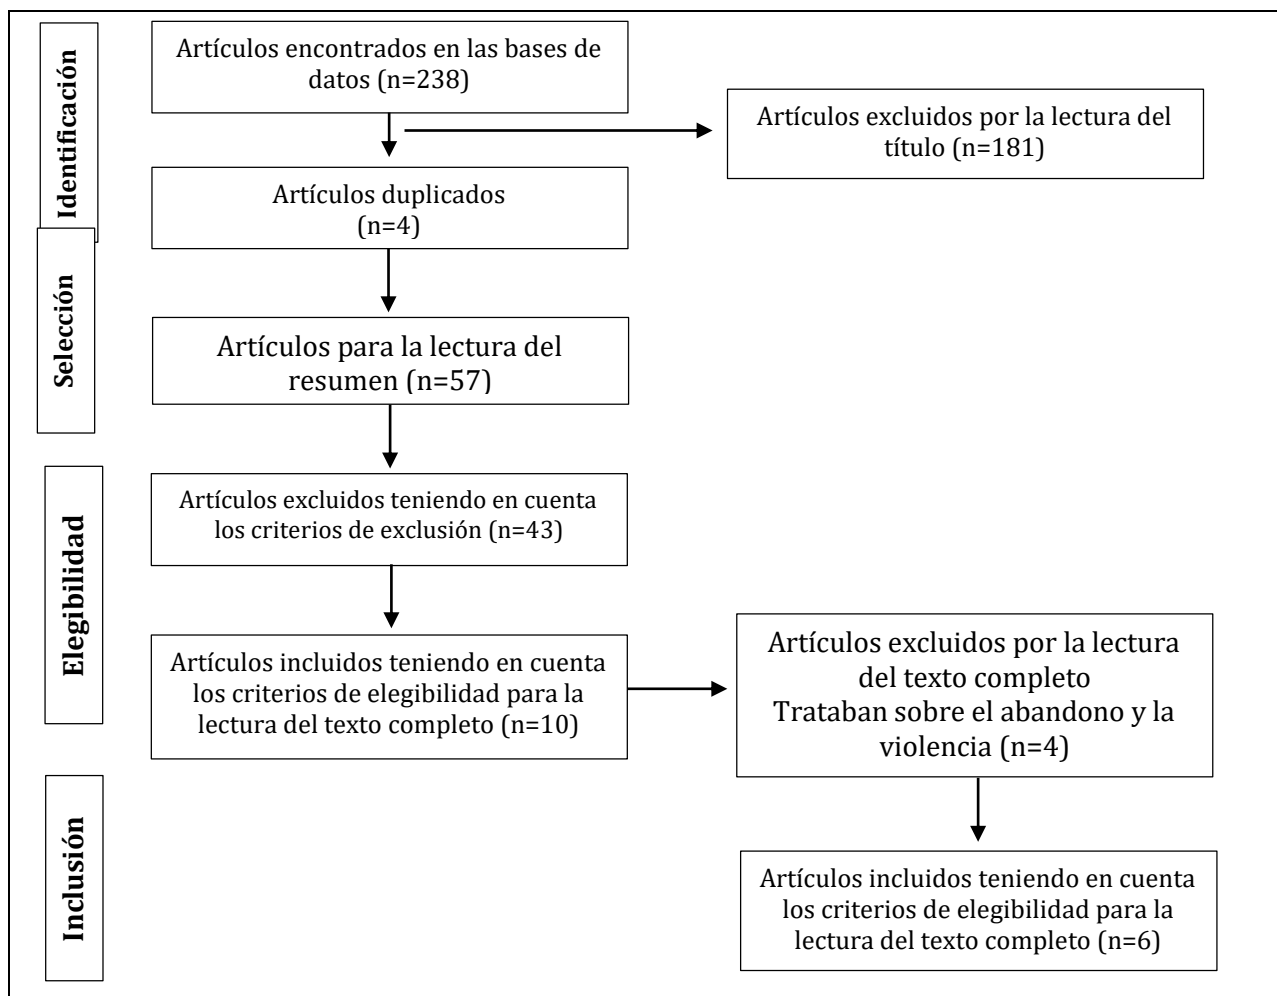 Identificación
Artículos encontrados en las bases de
datos (n=238)
Artículos excluidos por la lectura del
título (n=181)
Artículos duplicados
(n=4)
Selección
Artículos para la lectura del
resumen (n=57)
Elegibilidad
Artículos excluidos teniendo en cuenta
los criterios de exclusión (n=43)
Artículos incluidos teniendo en cuenta
los criterios de elegibilidad para la
lectura del texto completo (n=10)
Artículos excluidos por la lectura
del texto completo
Trataban sobre el abandono y la
violencia (n=4)
Inclusión
Artículos incluidos teniendo en cuenta
los criterios de elegibilidad para la
lectura del texto completo (n=6)